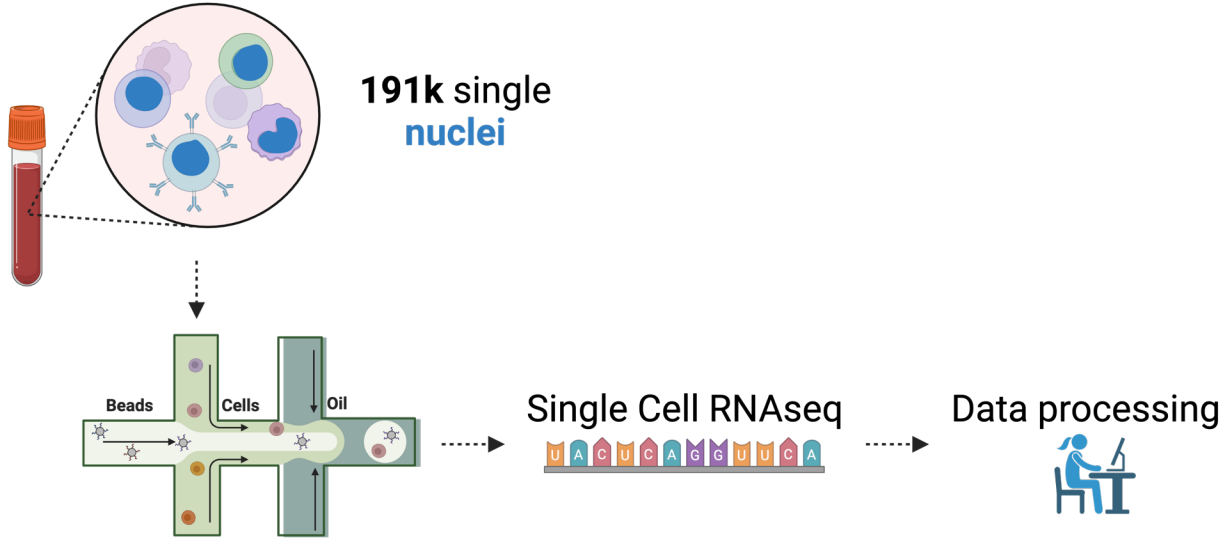 191k single
nuclei
Beads
Cells
Oil
Single Cell RNAseq
Data processing
U A C U C A G G U U C A